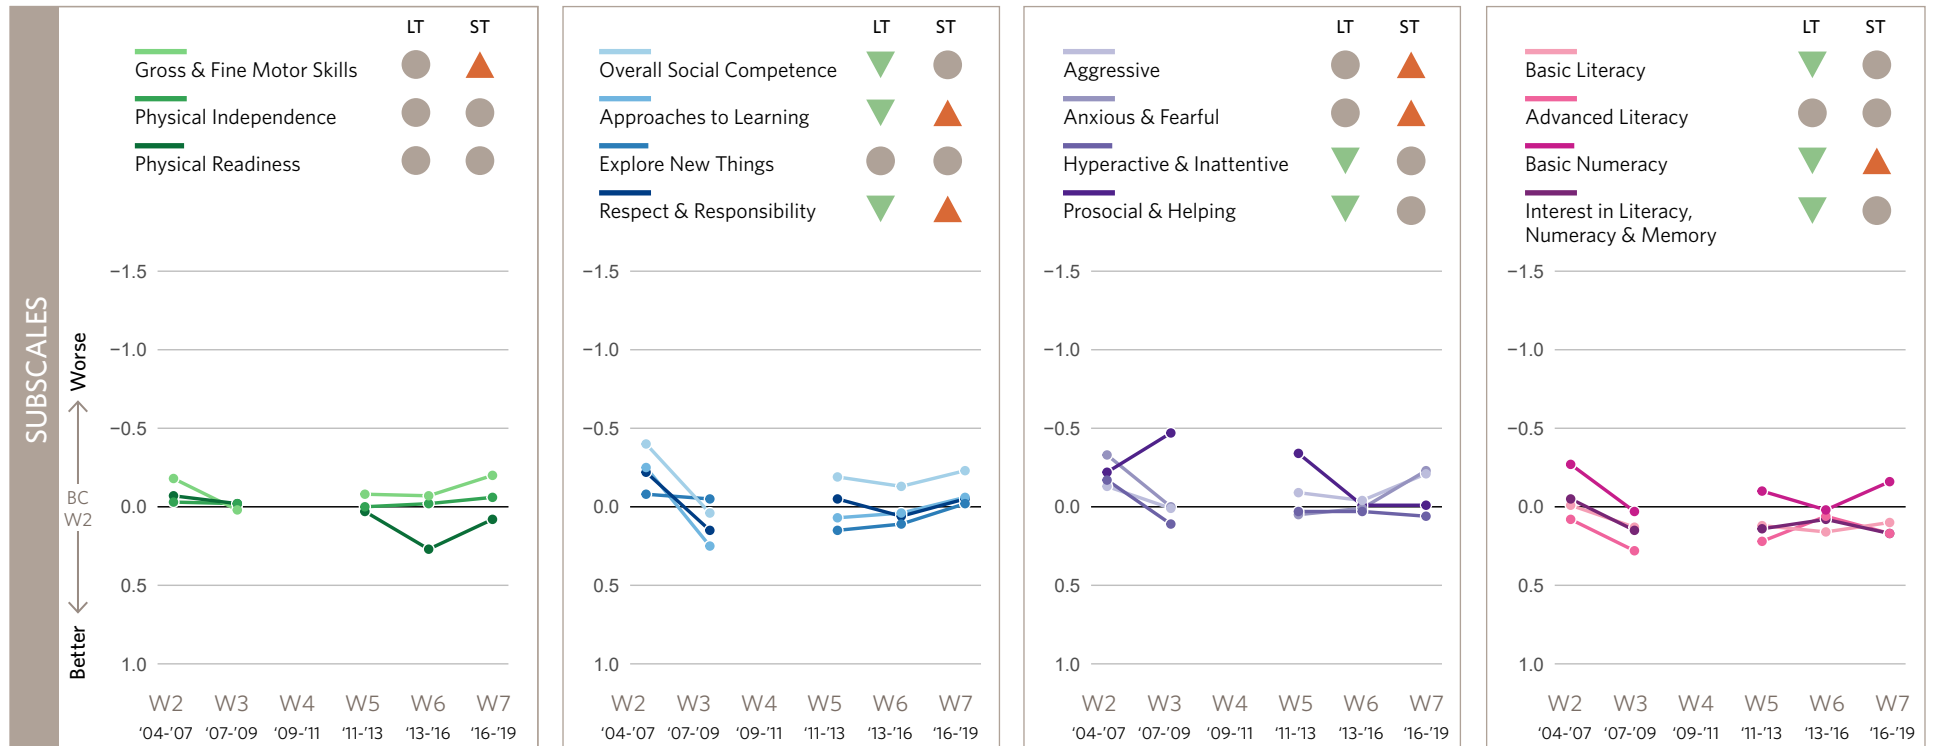 SUBSCALES
Worse
BC
W2
Better
LT ST
Gross & Fine Motor Skills
Physical Independence
Physical Readiness
−1.5
−1.0
−0.5
0.0
0.5
1.0
W2 W3 W4 W5 W6 W7
‘04-’07 ‘07-’09 ‘09-’11 ‘11-’13 ‘13-’16 ‘16-’19
LT ST
Overall Social Competence
Approaches to Learning
Explore New Things
Respect & Responsibility
−1.5
−1.0
−0.5
0.0
0.5
1.0
W2 W3 W4 W5 W6 W7
‘04-’07 ‘07-’09 ‘09-’11 ‘11-’13 ‘13-’16 ‘16-’19
LT ST
Aggressive
Anxious & Fearful
Hyperactive & Inattentive
Prosocial & Helping
−1.5
−1.0
−0.5
0.0
0.5
1.0
W2 W3 W4 W5 W6 W7
‘04-’07 ‘07-’09 ‘09-’11 ‘11-’13 ‘13-’16 ‘16-’19
LT ST
Basic Literacy
Advanced Literacy
Basic Numeracy
Interest in Literacy,
Numeracy & Memory
−1.5
−1.0
−0.5
0.0
0.5
1.0
W2 W3 W4 W5 W6 W7
‘04-’07 ‘07-’09 ‘09-’11 ‘11-’13 ‘13-’16 ‘16-’19